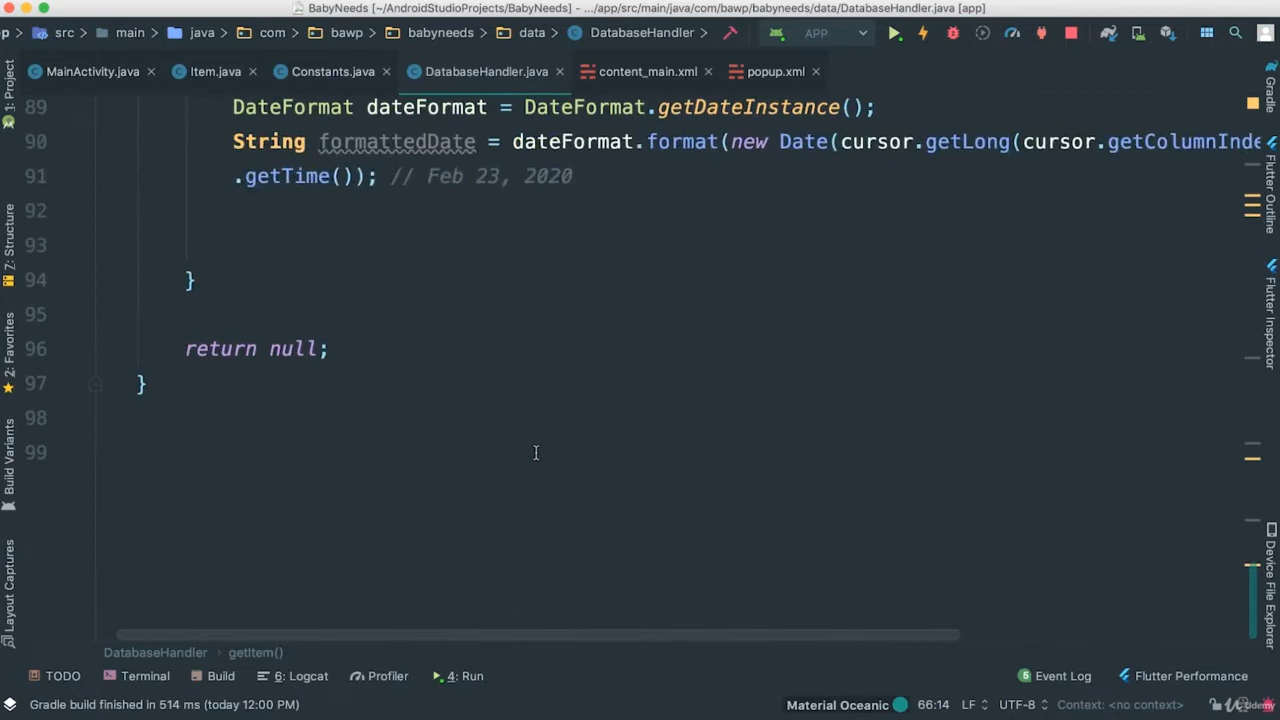 BabyNeeds [~/AndroidStudioProjects/BabyNeeds] - .../app/src/main/java/com/bawp/babyneeds/data/DatabaseHandler.java [app]
p src main java com bawp babyneeds data DatabaseHandler APP
MainActivity.java Item.java Constants.java DatabaseHandler.java content_main.xml popup.xml
89 DateFormat dateFormat = DateFormat.getDateInstance();
90 String formattedDate = dateFormat.format(new Date(cursor.getLong(cursor.getColumnInde
91 .getTime()); // Feb 23, 2020
92
93
94 }
95
96 return null;
97 }
98
99
1: Project
7: Structure
2: Favorites
Build Variants
Layout Captures
Gradle
Flutter Outline
Flutter Inspector
Device File Explorer
DatabaseHandler › getItem()
TODO Terminal Build 6: Logcat Profiler 4: Run 5 Event Log Flutter Performance
Gradle build finished in 514 ms (today 12:00 PM) Material Oceanic 66:14 LF UTF-8 Context: <no context> Udemy